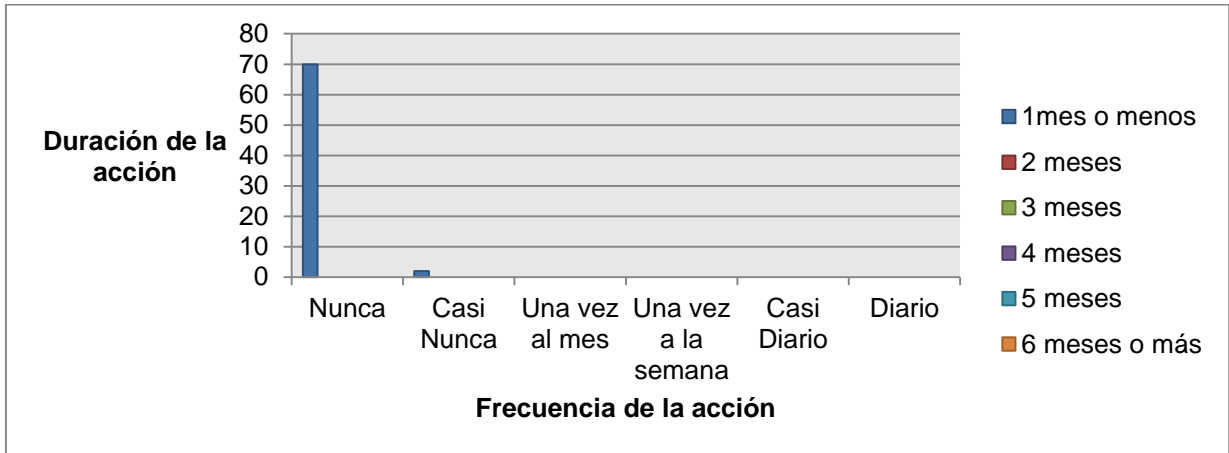 80
70
60
50
40
30
20
10
0
Duración de la
acción
Nunca
Casi
Nunca
Una vez
al mes
Una vez
a la
semana
Casi
Diario
Diario
Frecuencia de la acción
1mes o menos
2 meses
3 meses
4 meses
5 meses
6 meses o más